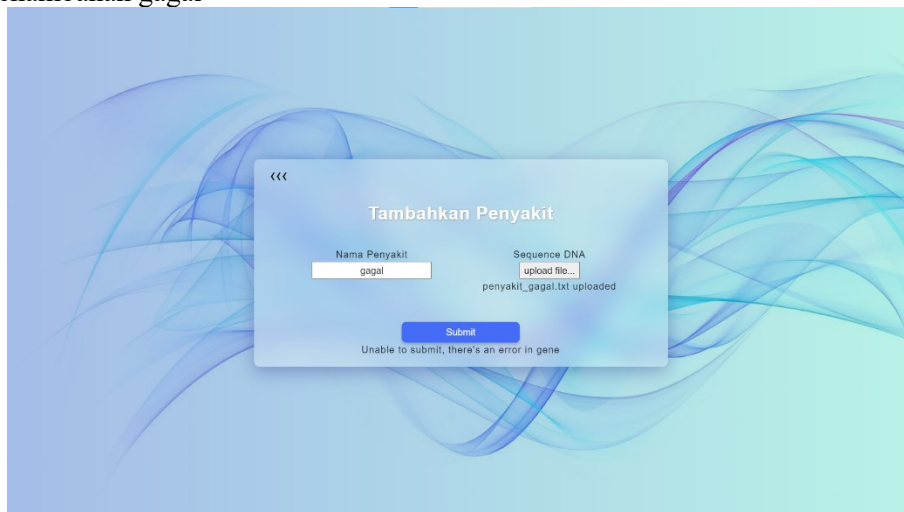 gagal
‹‹‹
Tambahkan Penyakit
Nama Penyakit
gagal
Sequence DNA
upload file...
penyakit_gagal.txt uploaded
Submit
Unable to submit, there's an error in gene